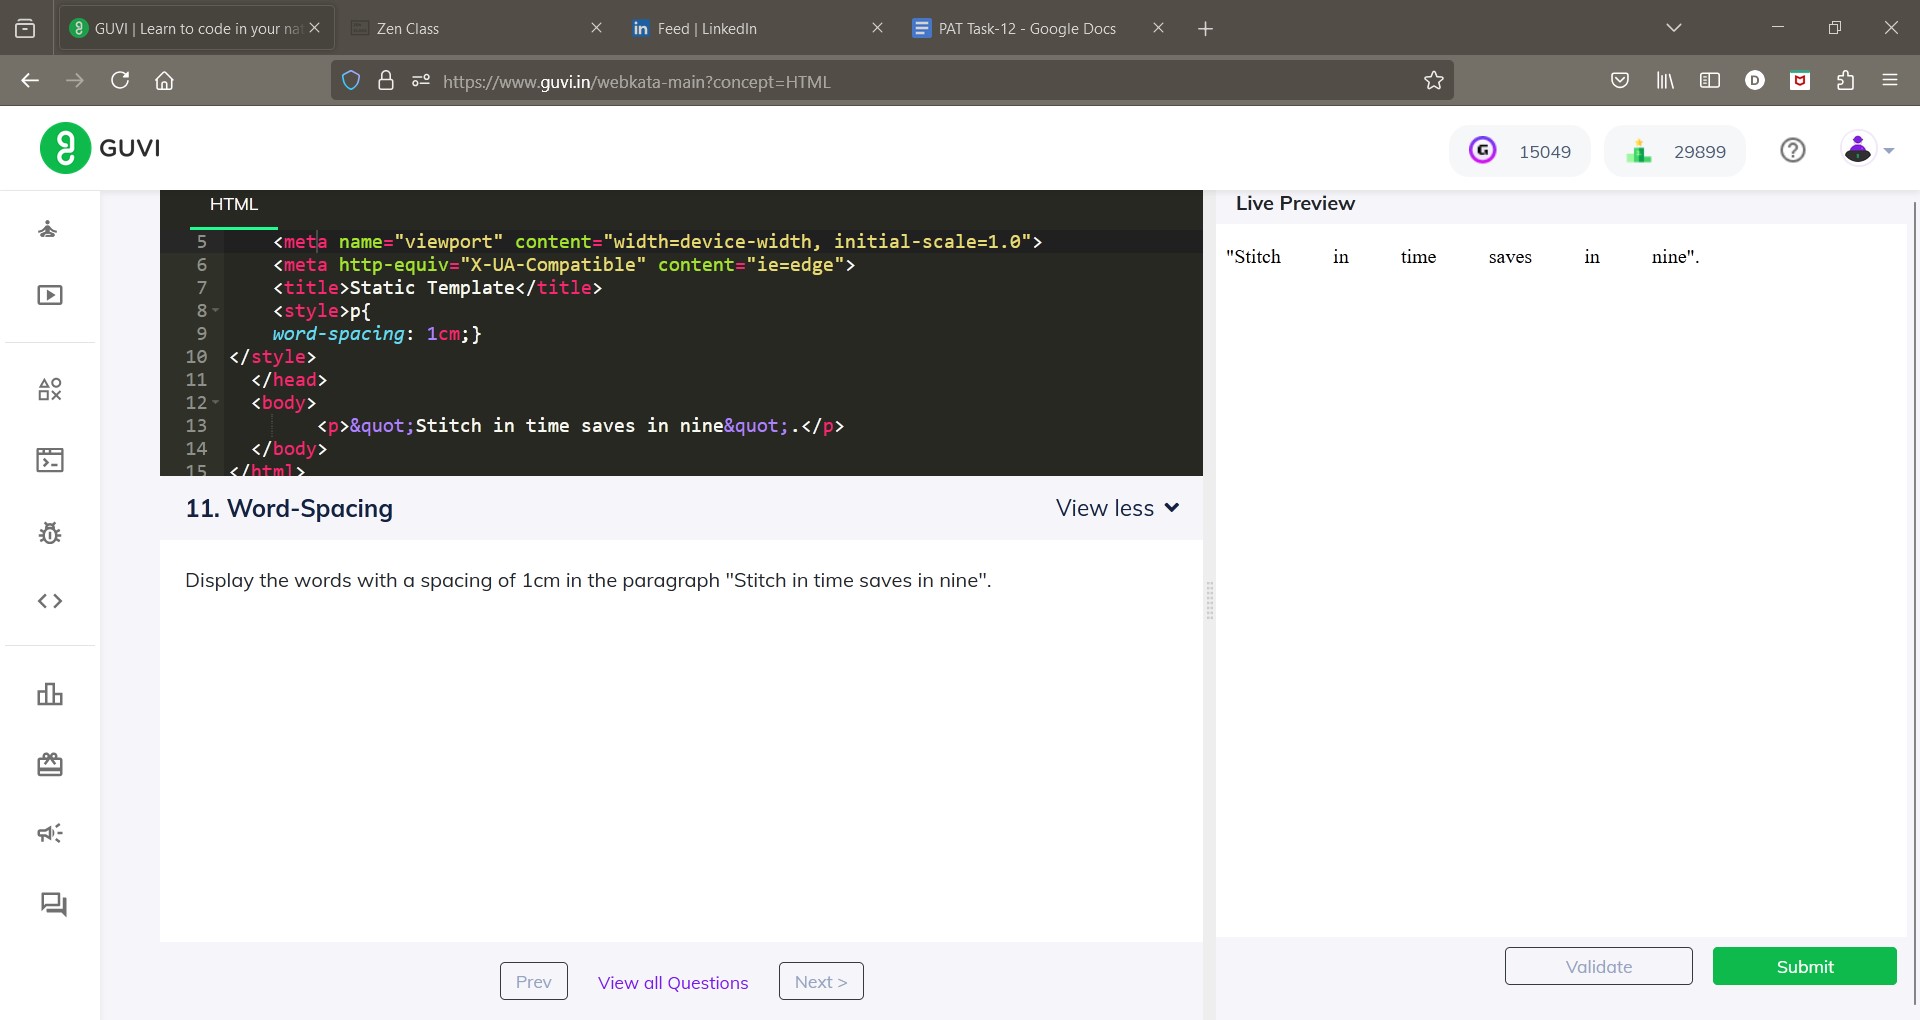 GUVI | Learn to code in your nat
Zen Class
Feed | LinkedIn
PAT Task-12 - Google Docs
https://www.guvi.in/webkata-main?concept=HTML
GUVI
15049
29899
HTML
5 <meta name="viewport" content="width=device-width, initial-scale=1.0">
6 <meta http-equiv="X-UA-Compatible" content="ie=edge">
7 <title>Static Template</title>
8 <style>p{
9 word-spacing: 1cm;}
10 </style>
11 </head>
12 <body>
13 <p>&quot;Stitch in time saves in nine&quot;.</p>
14 </body>
15 </html>
Live Preview
"Stitch in time saves in nine".
11. Word-Spacing
View less
Display the words with a spacing of 1cm in the paragraph "Stitch in time saves in nine".
Prev
View all Questions
Next >
Validate
Submit